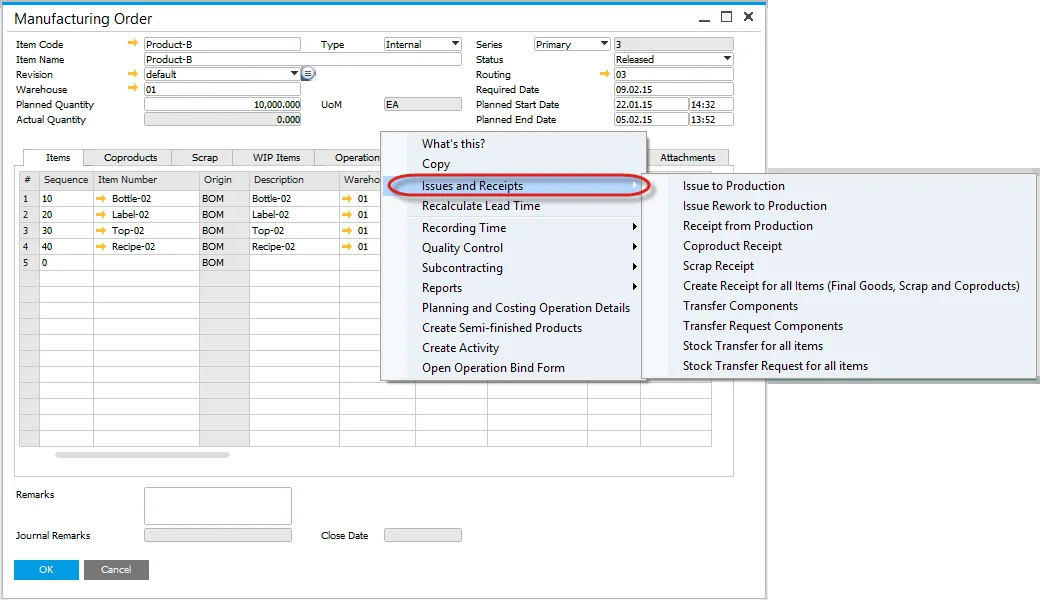 Manufacturing Order
Item Code Product-B Type Internal Series Primary 3
Item Name Product-B Status Released
Revision default Routing 03
Warehouse 01 Required Date 09.02.15
Planned Quantity 10,000.000 UoM EA Planned Start Date 22.01.15 14:32
Actual Quantity 0.000 Planned End Date 05.02.15 13:52
Items Coproducts Scrap WIP Items Operation Attachments
# Sequence Item Number Origin Description Wareho
1 10 Bottle-02 BOM Bottle-02 01
2 20 Label-02 BOM Label-02 01
3 30 Top-02 BOM Top-02 01
4 40 Recipe-02 BOM Recipe-02 01
5 0 BOM
What's this?
Copy
Issues and Receipts
Recalculate Lead Time
Recording Time
Quality Control
Subcontracting
Reports
Planning and Costing Operation Details
Create Semi-finished Products
Create Activity
Open Operation Bind Form
Issue to Production
Issue Rework to Production
Receipt from Production
Coproduct Receipt
Scrap Receipt
Create Receipt for all Items (Final Goods, Scrap and Coproducts)
Transfer Components
Transfer Request Components
Stock Transfer for all items
Stock Transfer Request for all items
Remarks
Journal Remarks Close Date
OK Cancel